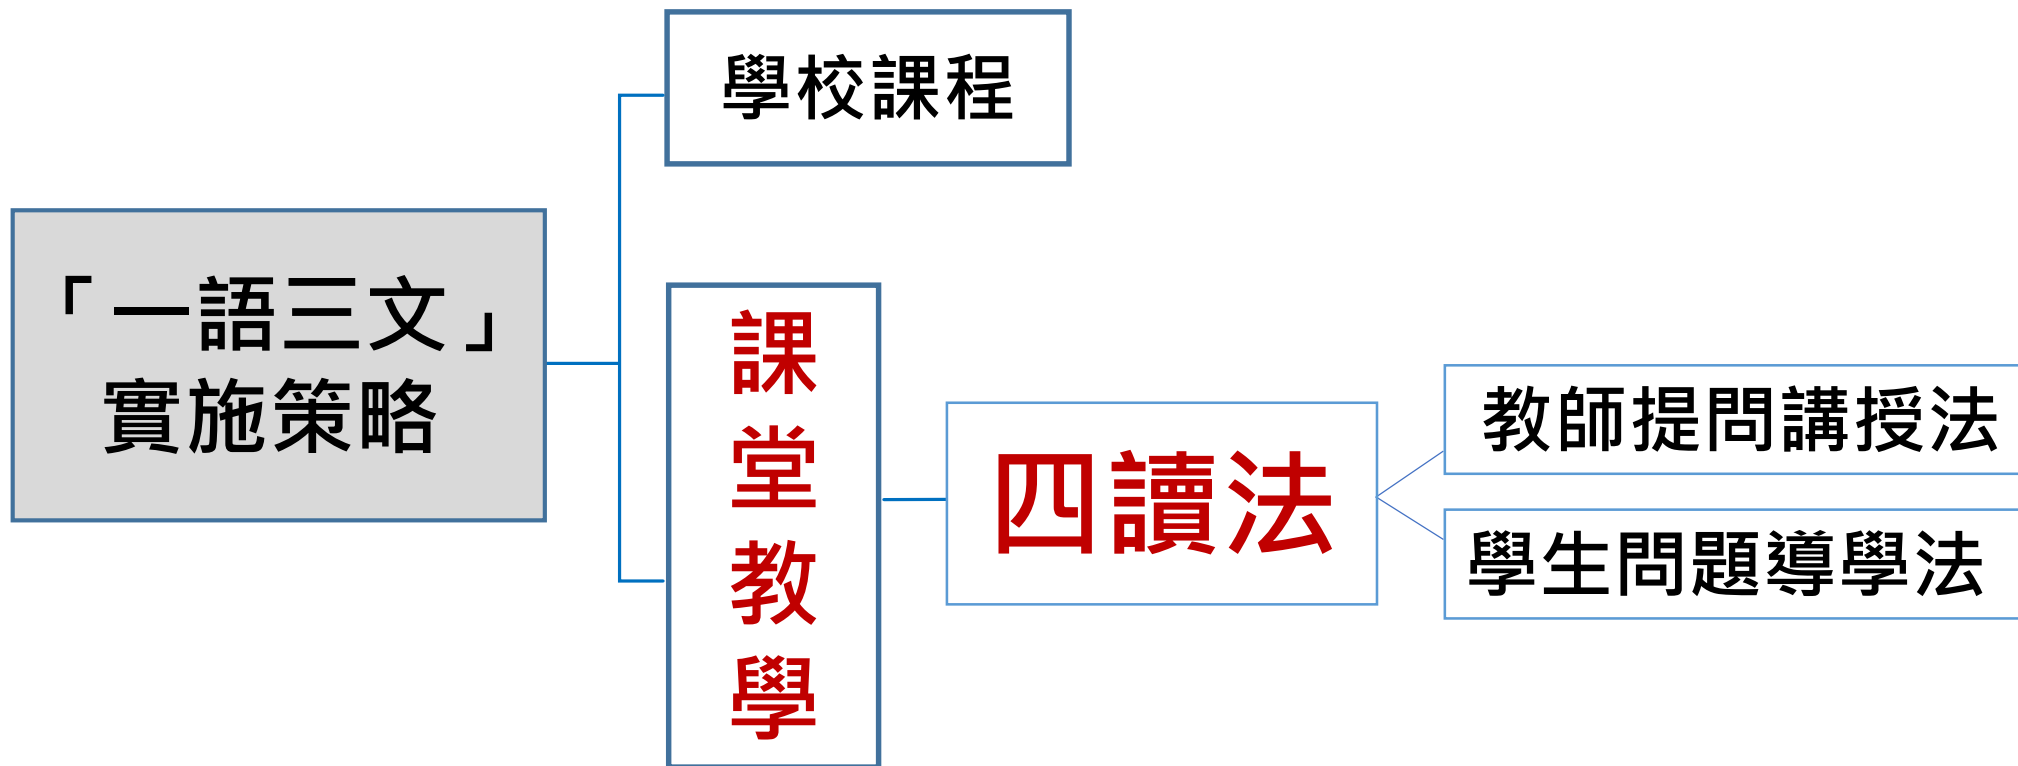 學校課程
「一語三文」
實施策略
課堂教學
四讀法
教師提問講授法
學生問題導學法